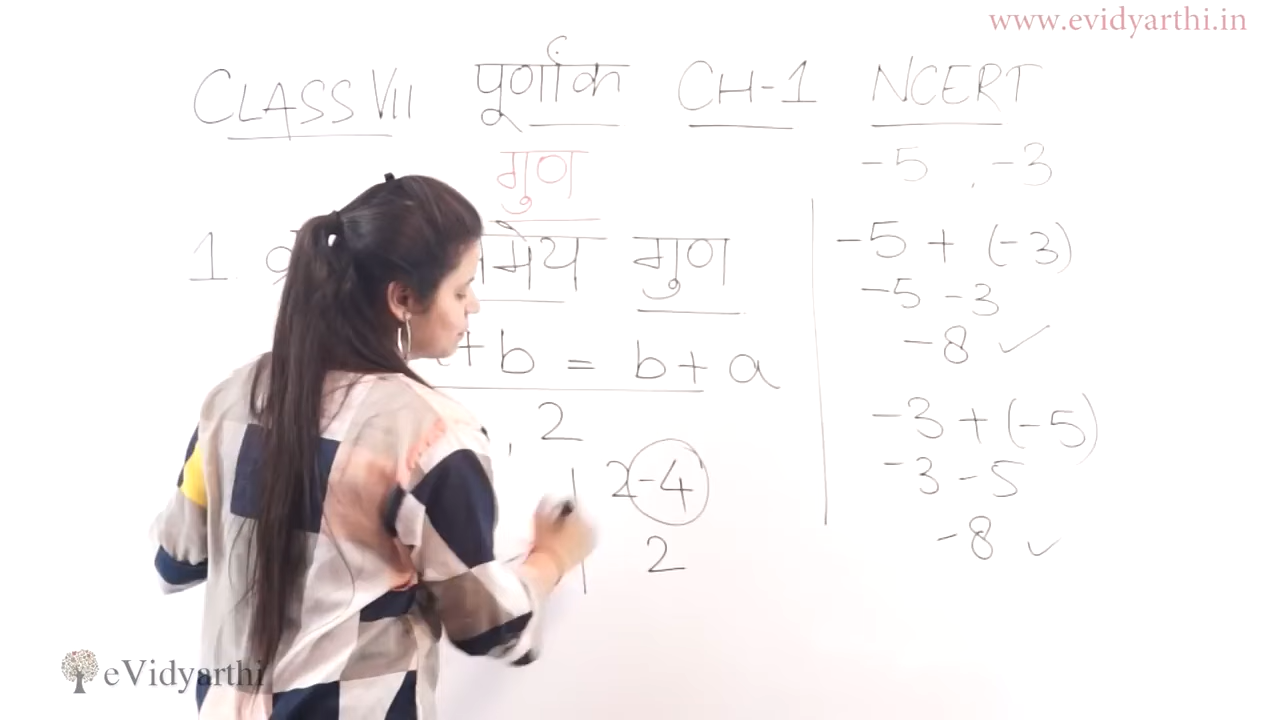 www.evidyarthi.in
CLASS VII पूर्णांक CH-1 NCERT
गुण
1. गुण
+ b = b + a
, 2
2 -4
2
-5 , -3
-5 + (-3)
-5 -3
-8 ✓
-3 + (-5)
-3 - 5
-8 ✓
eVidyarthi